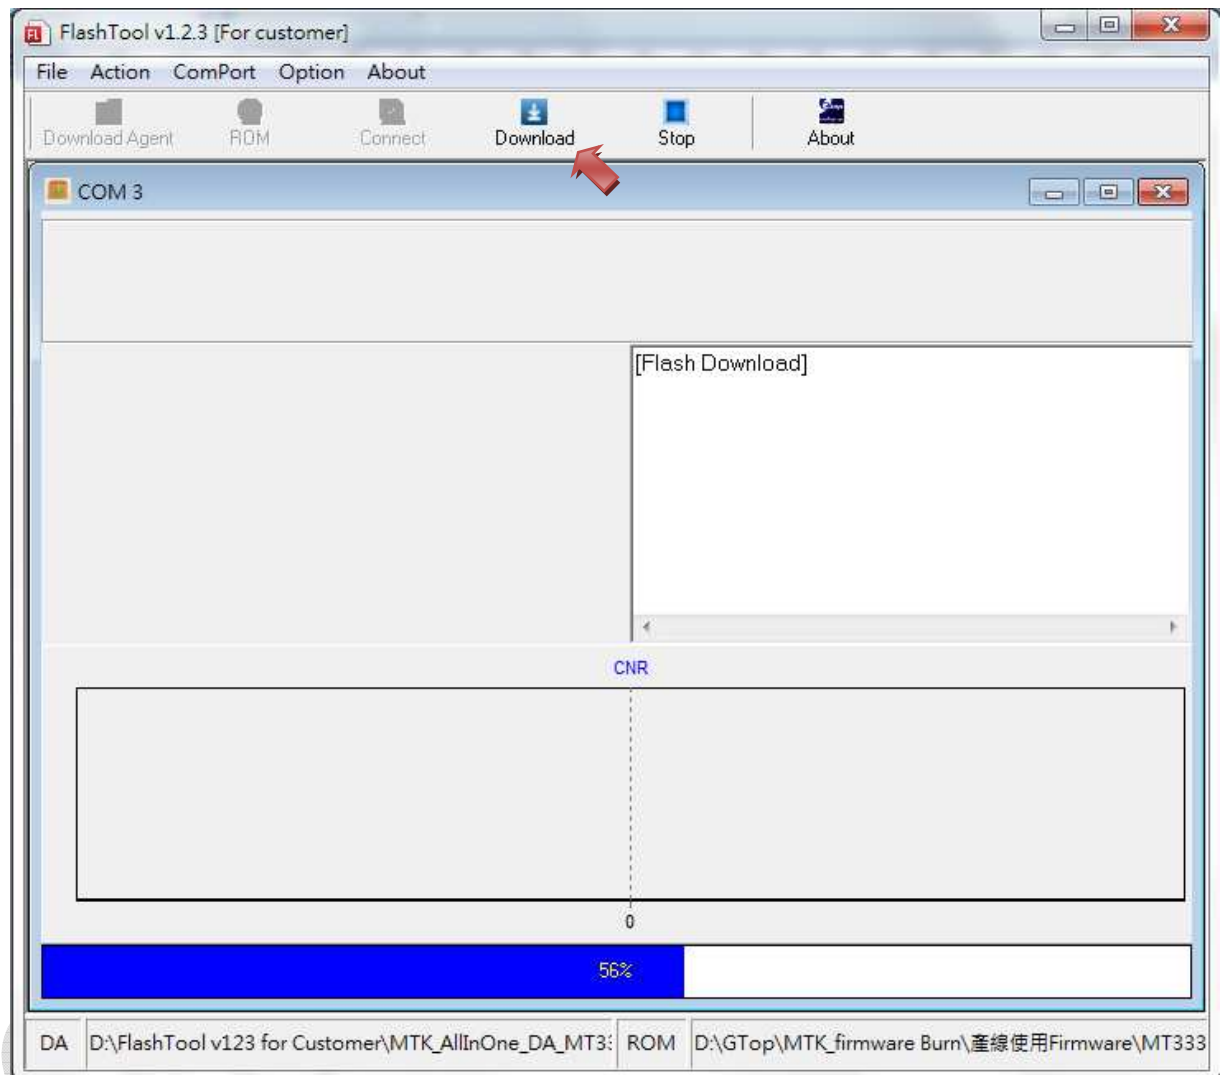 FlashTool v1.2.3 [For customer]
File Action ComPort Option About
Download Agent ROM Connect Download Stop About
COM 3
[Flash Download]
CNR
0
56%
DA D:\FlashTool v123 for Customer\MTK_AllInOne_DA_MT33 ROM D:\GTop\MTK_firmware Burn\產線使用Firmware\MT333